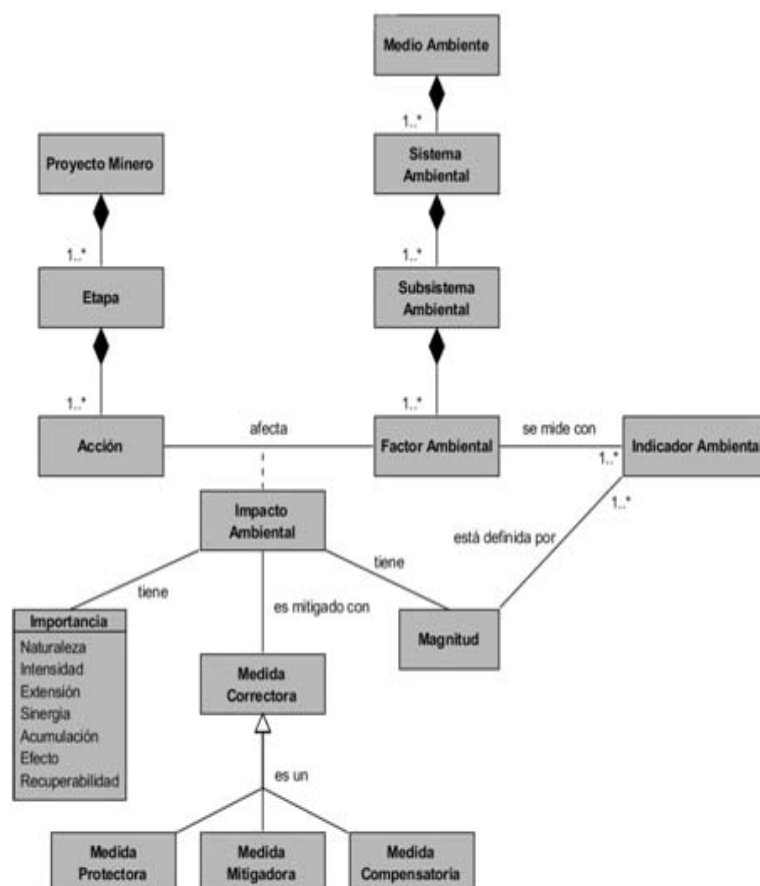 Medio Ambiente
1..*
Proyecto Minero
Sistema
Ambiental
1..*
1..*
Etapa
Subsistema
Ambiental
1..*
1..*
Acción
afecta
Factor Ambiental
se mide con
1..*
Indicador Ambiental
1..*
Impacto
Ambiental
está definida por
tiene
tiene
es mitigado con
Importancia
Naturaleza
Intensidad
Extensión
Sinergia
Acumulación
Efecto
Recuperabilidad
Magnitud
Medida
Correctora
es un
Medida
Protectora
Medida
Mitigadora
Medida
Compensatoria